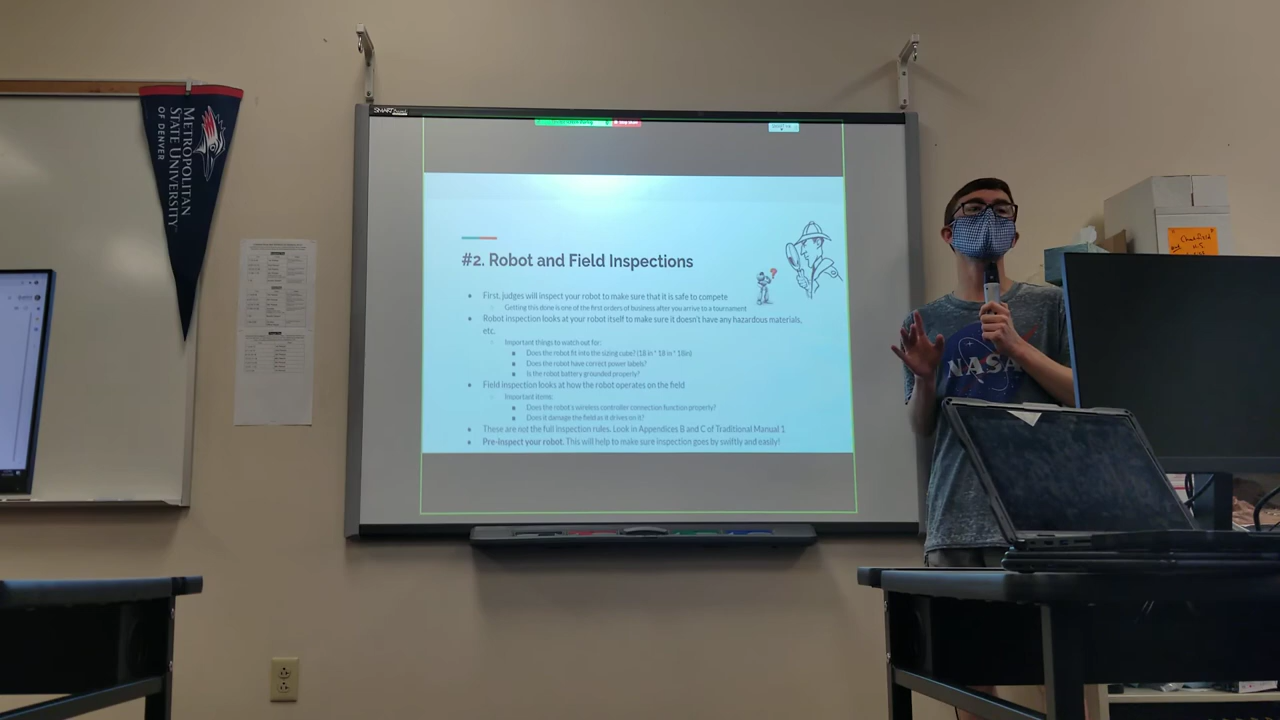 METROPOLITAN
STATE UNIVERSITY
OF DENVER
SMART
#2. Robot and Field Inspections
First, judges will inspect your robot to make sure that it is safe to compete
Getting this done is one of the first orders of business after you arrive to a tournament
Robot inspection looks at your robot itself to make sure it doesn't have any hazardous materials,
etc.
Important things to watch out for:
Does the robot fit into the sizing cube? (18 in * 18 in * 18in)
Does the robot have correct power labels?
Is the robot battery grounded properly?
Field inspection looks at how the robot operates on the field
Important items:
Does the robot's wireless controller connection function properly?
Does it damage the field as it drives on it?
These are not the full inspection rules. Look in Appendices B and C of Traditional Manual 1
Pre-inspect your robot. This will help to make sure inspection goes by swiftly and easily!
?
NASA
Chatfield
H.S.